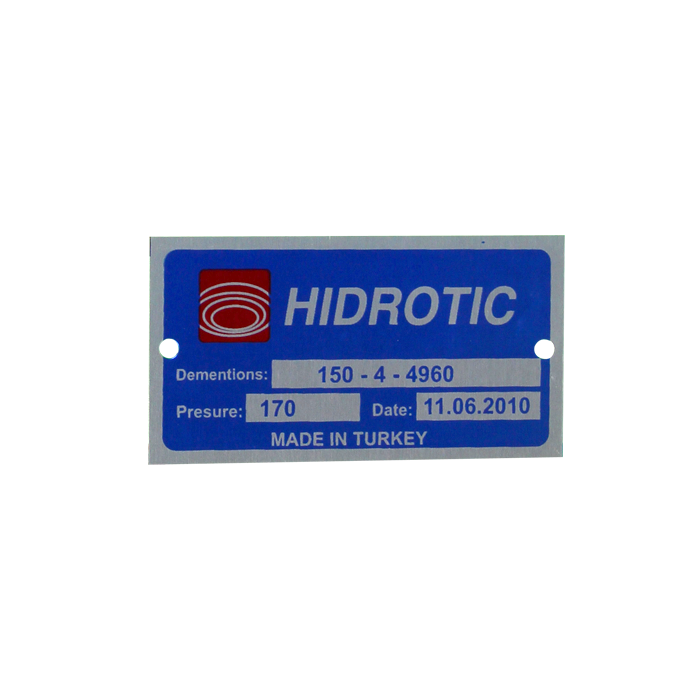 HIDROTIC
Dementions: 150 - 4 - 4960
Presure: 170 Date: 11.06.2010
MADE IN TURKEY